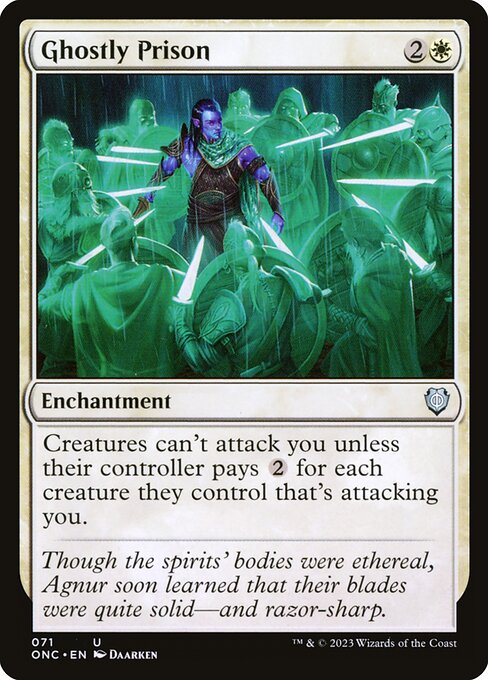 Ghostly Prison 2
Enchantment
Creatures can't attack you unless
their controller pays 2 for each
creature they control that's attacking
you.
Though the spirits' bodies were ethereal,
Agnur soon learned that their blades
were quite solid—and razor-sharp.
071 U
ONC • EN Daarken
™ & © 2023 Wizards of the Coast